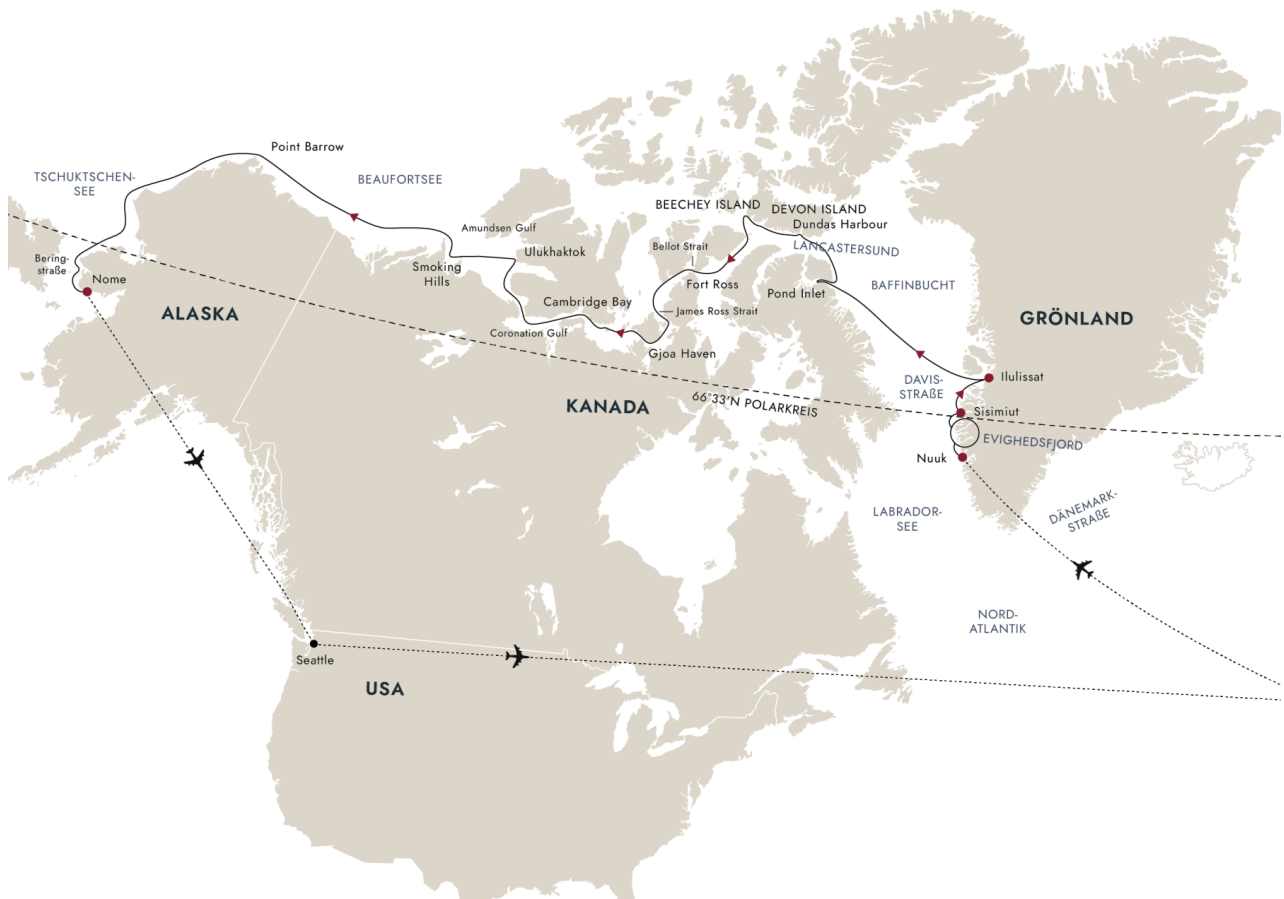 Point Barrow
TSCHUKTSCHEN-
SEE
BEAUFORTSEE
BEECHEY ISLAND
DEVON ISLAND
Dundas Harbour
Amundsen Gulf
Ulukhaktok
Bellot Strait
LANCASTERSUND
Bering-
straße
Nome
Smoking
Hills
Fort Ross
Pond Inlet
BAFFINBUCHT
ALASKA
Cambridge Bay
James Ross Strait
GRÖNLAND
Coronation Gulf
Gjoa Haven
KANADA
66°33'N POLARKREIS
DAVIS-
STRAßE
Ilulissat
Sisimiut
EVIGHEDSFJORD
Nuuk
LABRADOR-
SEE
DÄNEMARK-
STRAßE
NORD-
ATLANTIK
Seattle
USA